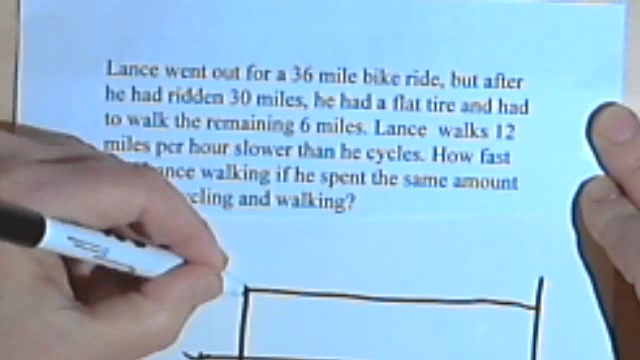 Lance went out for a 36 mile bike ride, but after
he had ridden 30 miles, he had a flat tire and had
to walk the remaining 6 miles. Lance walks 12
miles per hour slower than he cycles. How fast
walking if he spent the same amount
and walking?